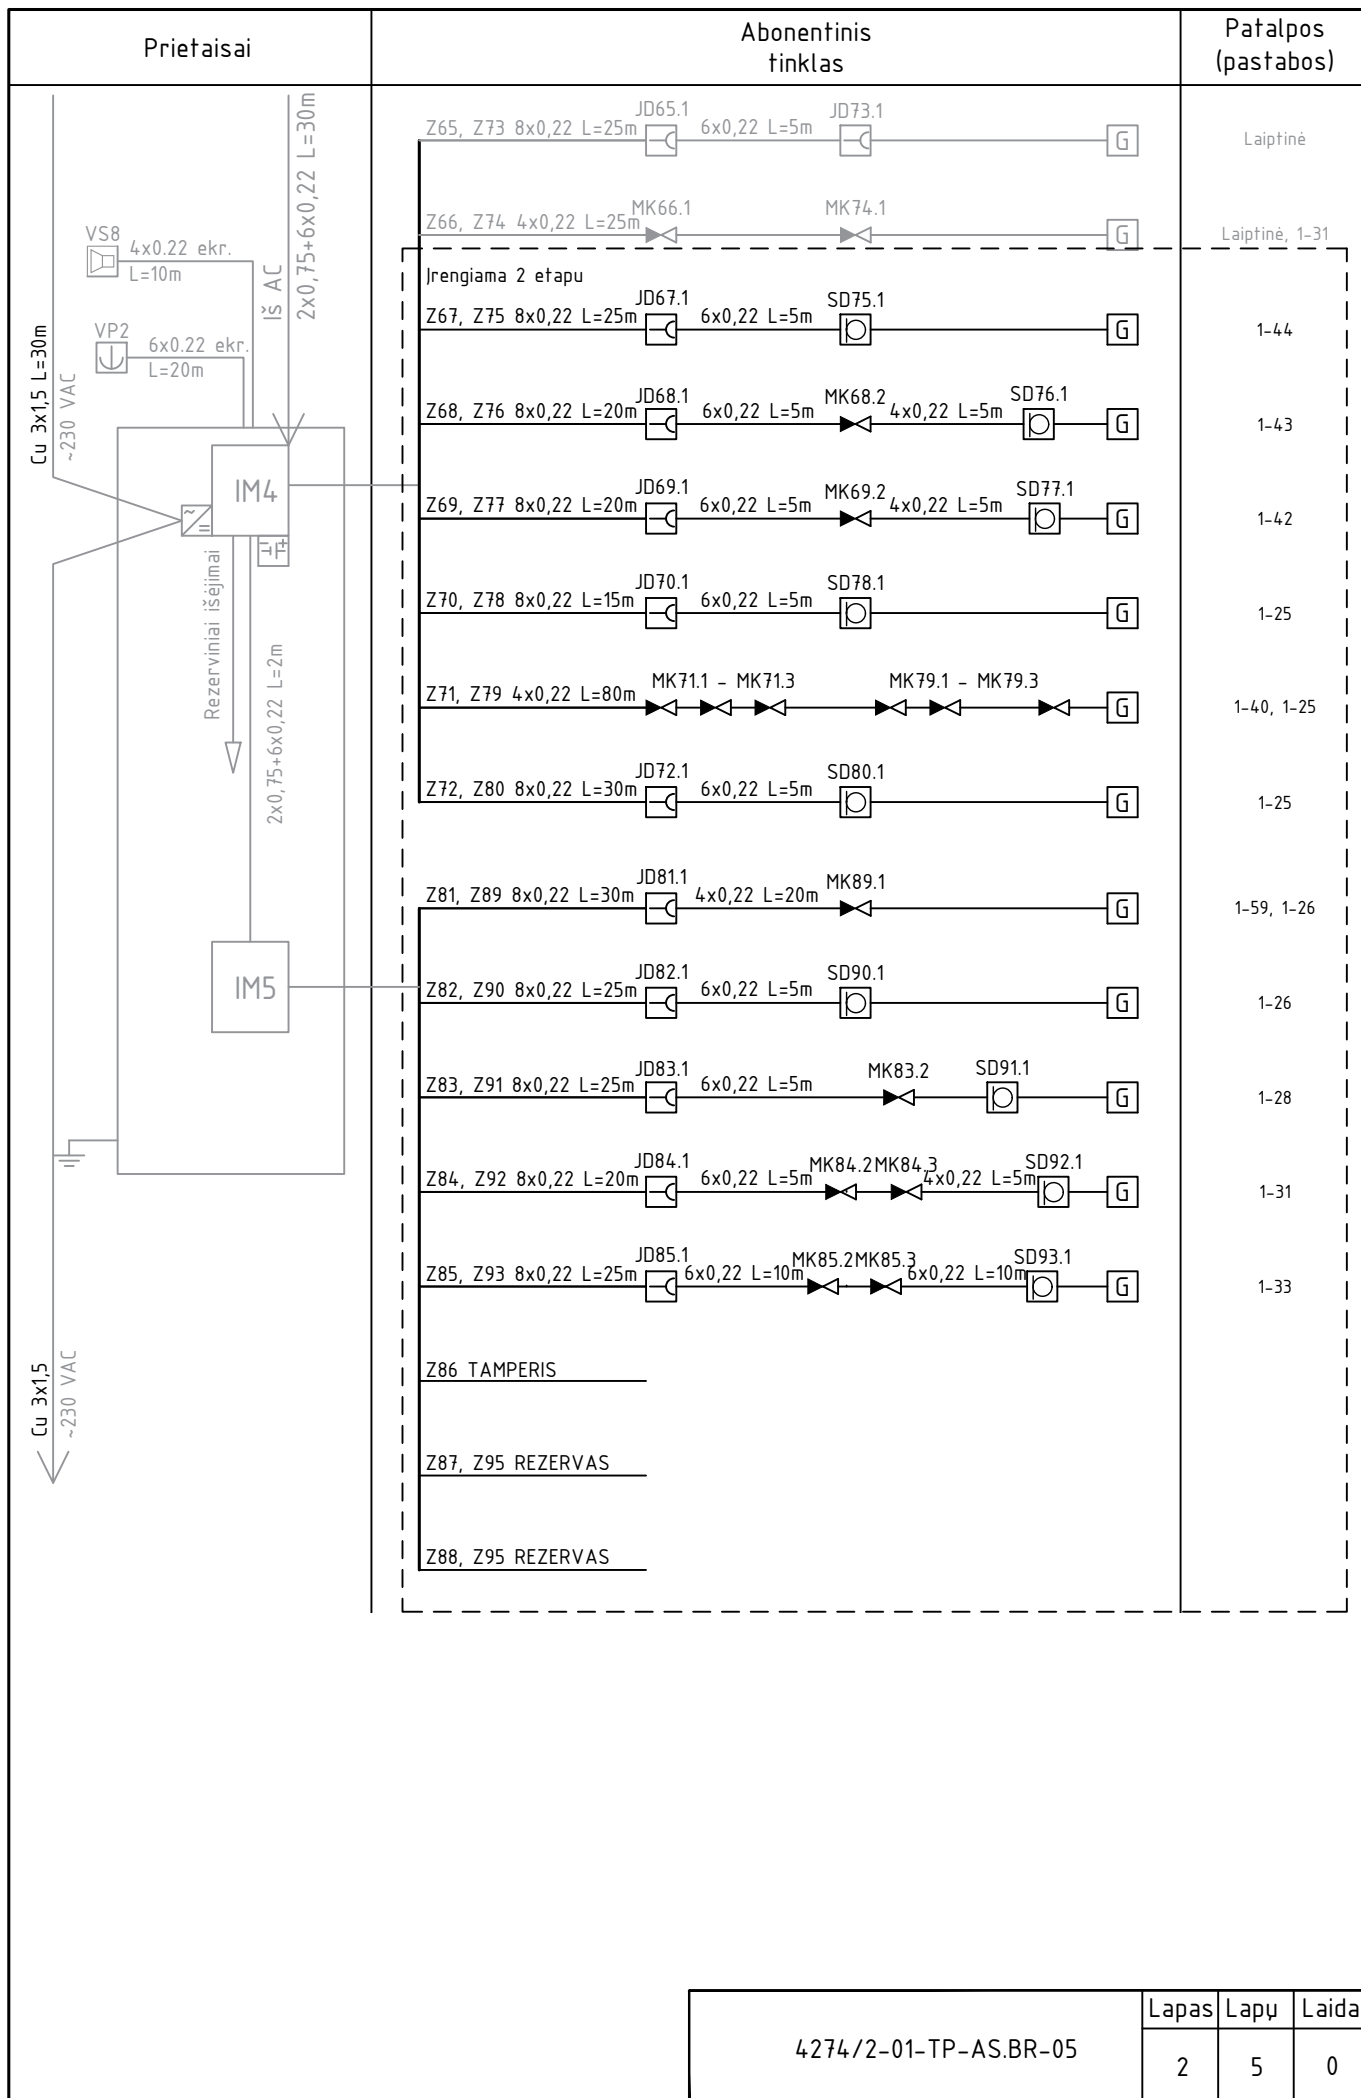 Prietaisai
Abonentinis
tinklas
Patalpos
(pastabos)
Cu 3x1,5 L=30m
~230 VAC
VS8
4x0.22 ekr.
L=10m
VP2
6x0.22 ekr.
L=20m
Iš AC
2x0,75+6x0,22 L=30m
IM4
Rezerviniai išėjimai
2x0,75+6x0,22 L=2m
IM5
Cu 3x1,5
~230 VAC
Z65, Z73 8x0,22 L=25m JD65.1 6x0,22 L=5m JD73.1 G Laiptinė
Z66, Z74 4x0,22 L=25m MK66.1 MK74.1 G Laiptinė, 1-31
Įrengiama 2 etapu
Z67, Z75 8x0,22 L=25m JD67.1 6x0,22 L=5m SD75.1 G 1-44
Z68, Z76 8x0,22 L=20m JD68.1 6x0,22 L=5m MK68.2 4x0,22 L=5m SD76.1 G 1-43
Z69, Z77 8x0,22 L=20m JD69.1 6x0,22 L=5m MK69.2 4x0,22 L=5m SD77.1 G 1-42
Z70, Z78 8x0,22 L=15m JD70.1 6x0,22 L=5m SD78.1 G 1-25
Z71, Z79 4x0,22 L=80m MK71.1 - MK71.3 MK79.1 - MK79.3 G 1-40, 1-25
Z72, Z80 8x0,22 L=30m JD72.1 6x0,22 L=5m SD80.1 G 1-25
Z81, Z89 8x0,22 L=30m JD81.1 4x0,22 L=20m MK89.1 G 1-59, 1-26
Z82, Z90 8x0,22 L=25m JD82.1 6x0,22 L=5m SD90.1 G 1-26
Z83, Z91 8x0,22 L=25m JD83.1 6x0,22 L=5m MK83.2 SD91.1 G 1-28
Z84, Z92 8x0,22 L=20m JD84.1 6x0,22 L=5m MK84.2 MK84.3 4x0,22 L=5m SD92.1 G 1-31
Z85, Z93 8x0,22 L=25m JD85.1 6x0,22 L=10m MK85.2 MK85.3 6x0,22 L=10m SD93.1 G 1-33
Z86 TAMPERIS
Z87, Z95 REZERVAS
Z88, Z95 REZERVAS
4274/2-01-TP-AS.BR-05
Lapas Lapų Laida
2 5 0